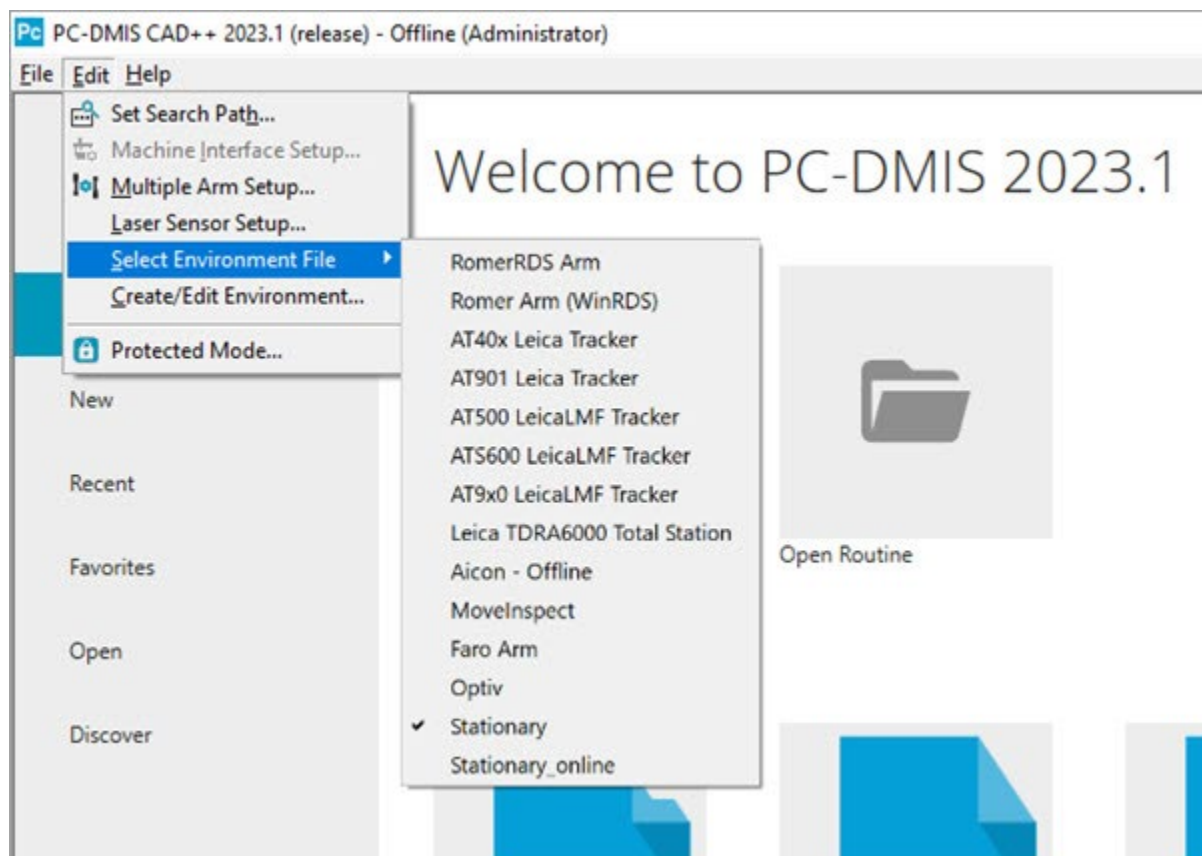 Pc PC-DMIS CAD++ 2023.1 (release) - Offline (Administrator)
File Edit Help
Set Search Path...
Machine Interface Setup...
Multiple Arm Setup...
Laser Sensor Setup...
Select Environment File
Create/Edit Environment...
Protected Mode...
New
Recent
Favorites
Open
Discover
Welcome to PC-DMIS 2023.1
RomerRDS Arm
Romer Arm (WinRDS)
AT40x Leica Tracker
AT901 Leica Tracker
AT500 LeicaLMF Tracker
ATS600 LeicaLMF Tracker
AT9x0 LeicaLMF Tracker
Leica TDRA6000 Total Station
Aicon - Offline
MoveInspect
Faro Arm
Optiv
Stationary
Stationary_online
Open Routine